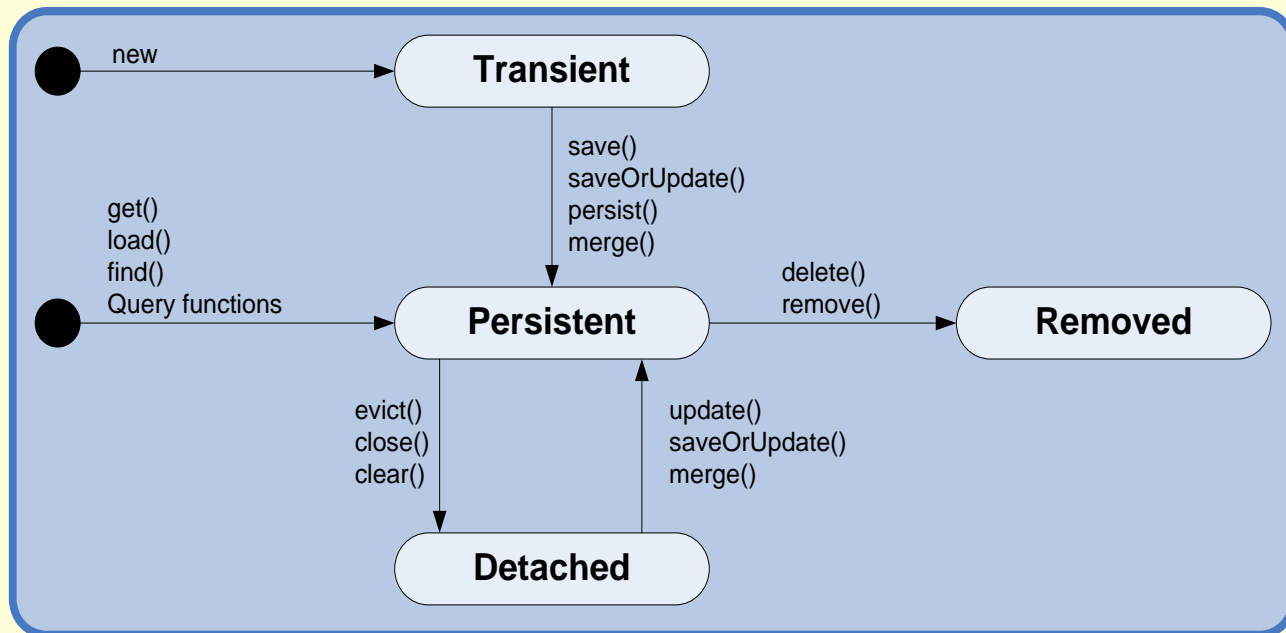 new
Transient
save()
saveOrUpdate()
persist()
merge()
get()
load()
find()
Query functions
Persistent
delete()
remove()
Removed
evict()
close()
clear()
update()
saveOrUpdate()
merge()
Detached